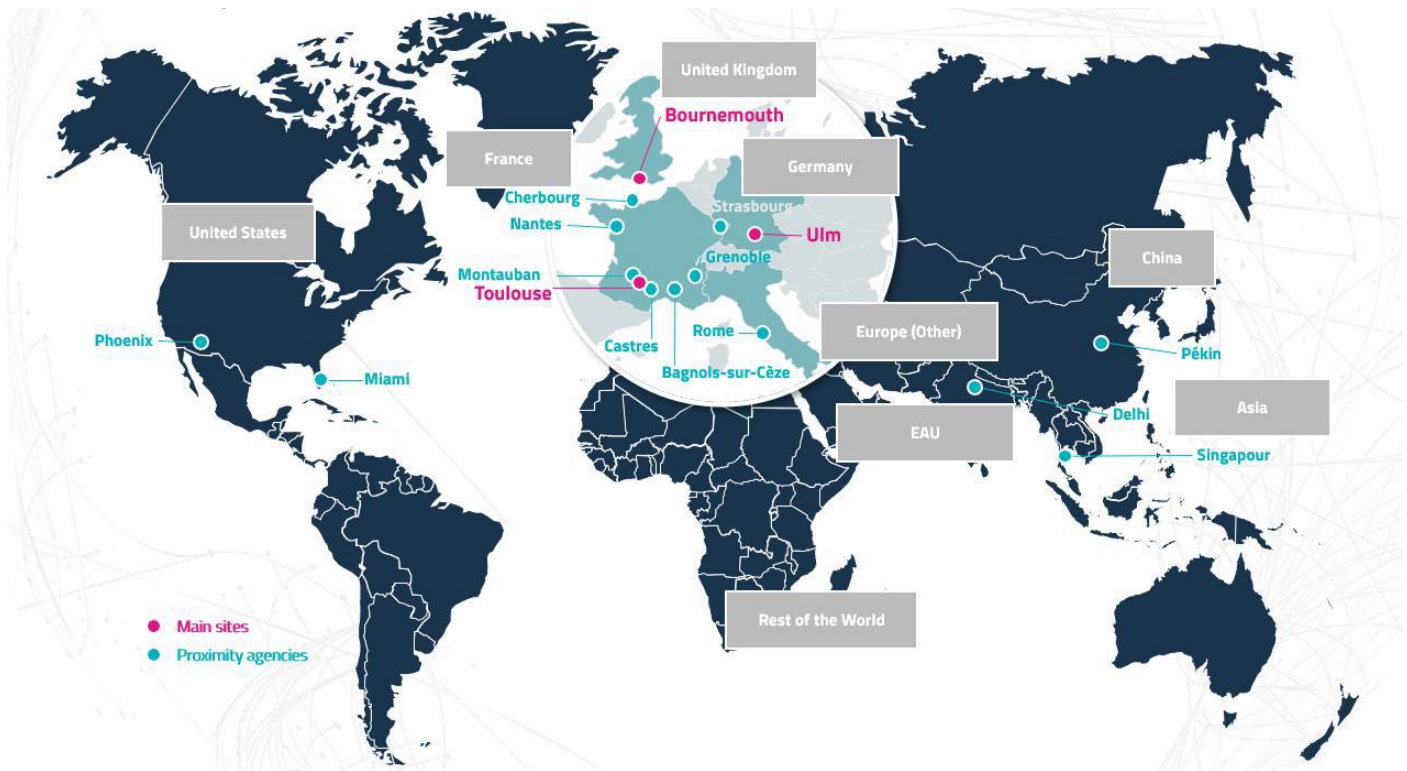 United Kingdom
Bournemouth
France
Germany
Cherbourg
Strasbourg
Nantes
Ulm
United States
Grenoble
China
Montauban
Toulouse
Europe (Other)
Rome
Phoenix
Castres
Pékin
Bagnols-sur-Cèze
Miami
Delhi
Asia
EAU
Singapour
Rest of the World
Main sites
Proximity agencies